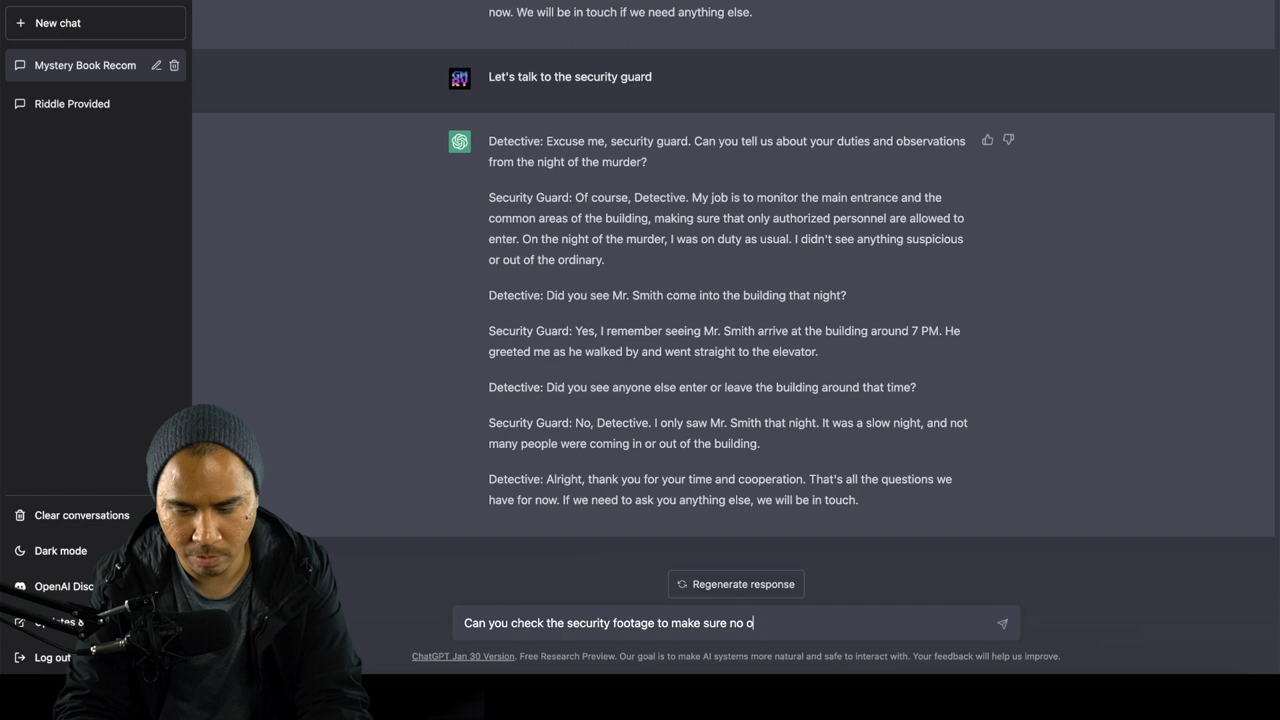 New chat
Mystery Book Recom
Riddle Provided
now. We will be in touch if we need anything else.
Let's talk to the security guard
Detective: Excuse me, security guard. Can you tell us about your duties and observations
from the night of the murder?
Security Guard: Of course, Detective. My job is to monitor the main entrance and the
common areas of the building, making sure that only authorized personnel are allowed to
enter. On the night of the murder, I was on duty as usual. I didn't see anything suspicious
or out of the ordinary.
Detective: Did you see Mr. Smith come into the building that night?
Security Guard: Yes, I remember seeing Mr. Smith arrive at the building around 7 PM. He
greeted me as he walked by and went straight to the elevator.
Detective: Did you see anyone else enter or leave the building around that time?
Security Guard: No, Detective. I only saw Mr. Smith that night. It was a slow night, and not
many people were coming in or out of the building.
Detective: Alright, thank you for your time and cooperation. That's all the questions we
have for now. If we need to ask you anything else, we will be in touch.
Clear conversations
Dark mode
OpenAI Disc
Log out
Regenerate response
Can you check the security footage to make sure no o
ChatGPT Jan 30 Version. Free Research Preview. Our goal is to make AI systems more natural and safe to interact with. Your feedback will help us improve.